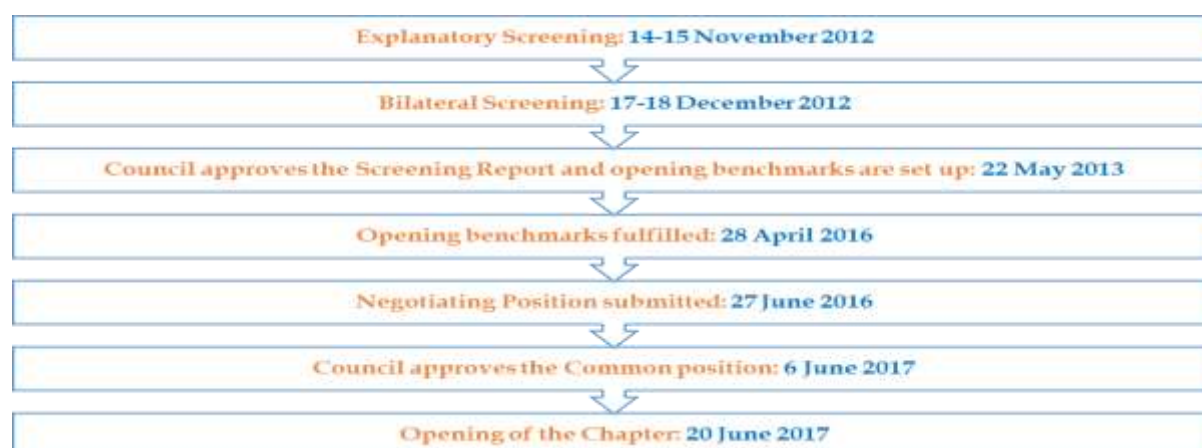 Explanatory Screening: 14-15 November 2012
Bilateral Screening: 17-18 December 2012
Council approves the Screening Report and opening benchmarks are set up: 22 May 2013
Opening benchmarks fulfilled: 28 April 2016
Negotiating Position submitted: 27 June 2016
Council approves the Common position: 6 June 2017
Opening of the Chapter: 20 June 2017